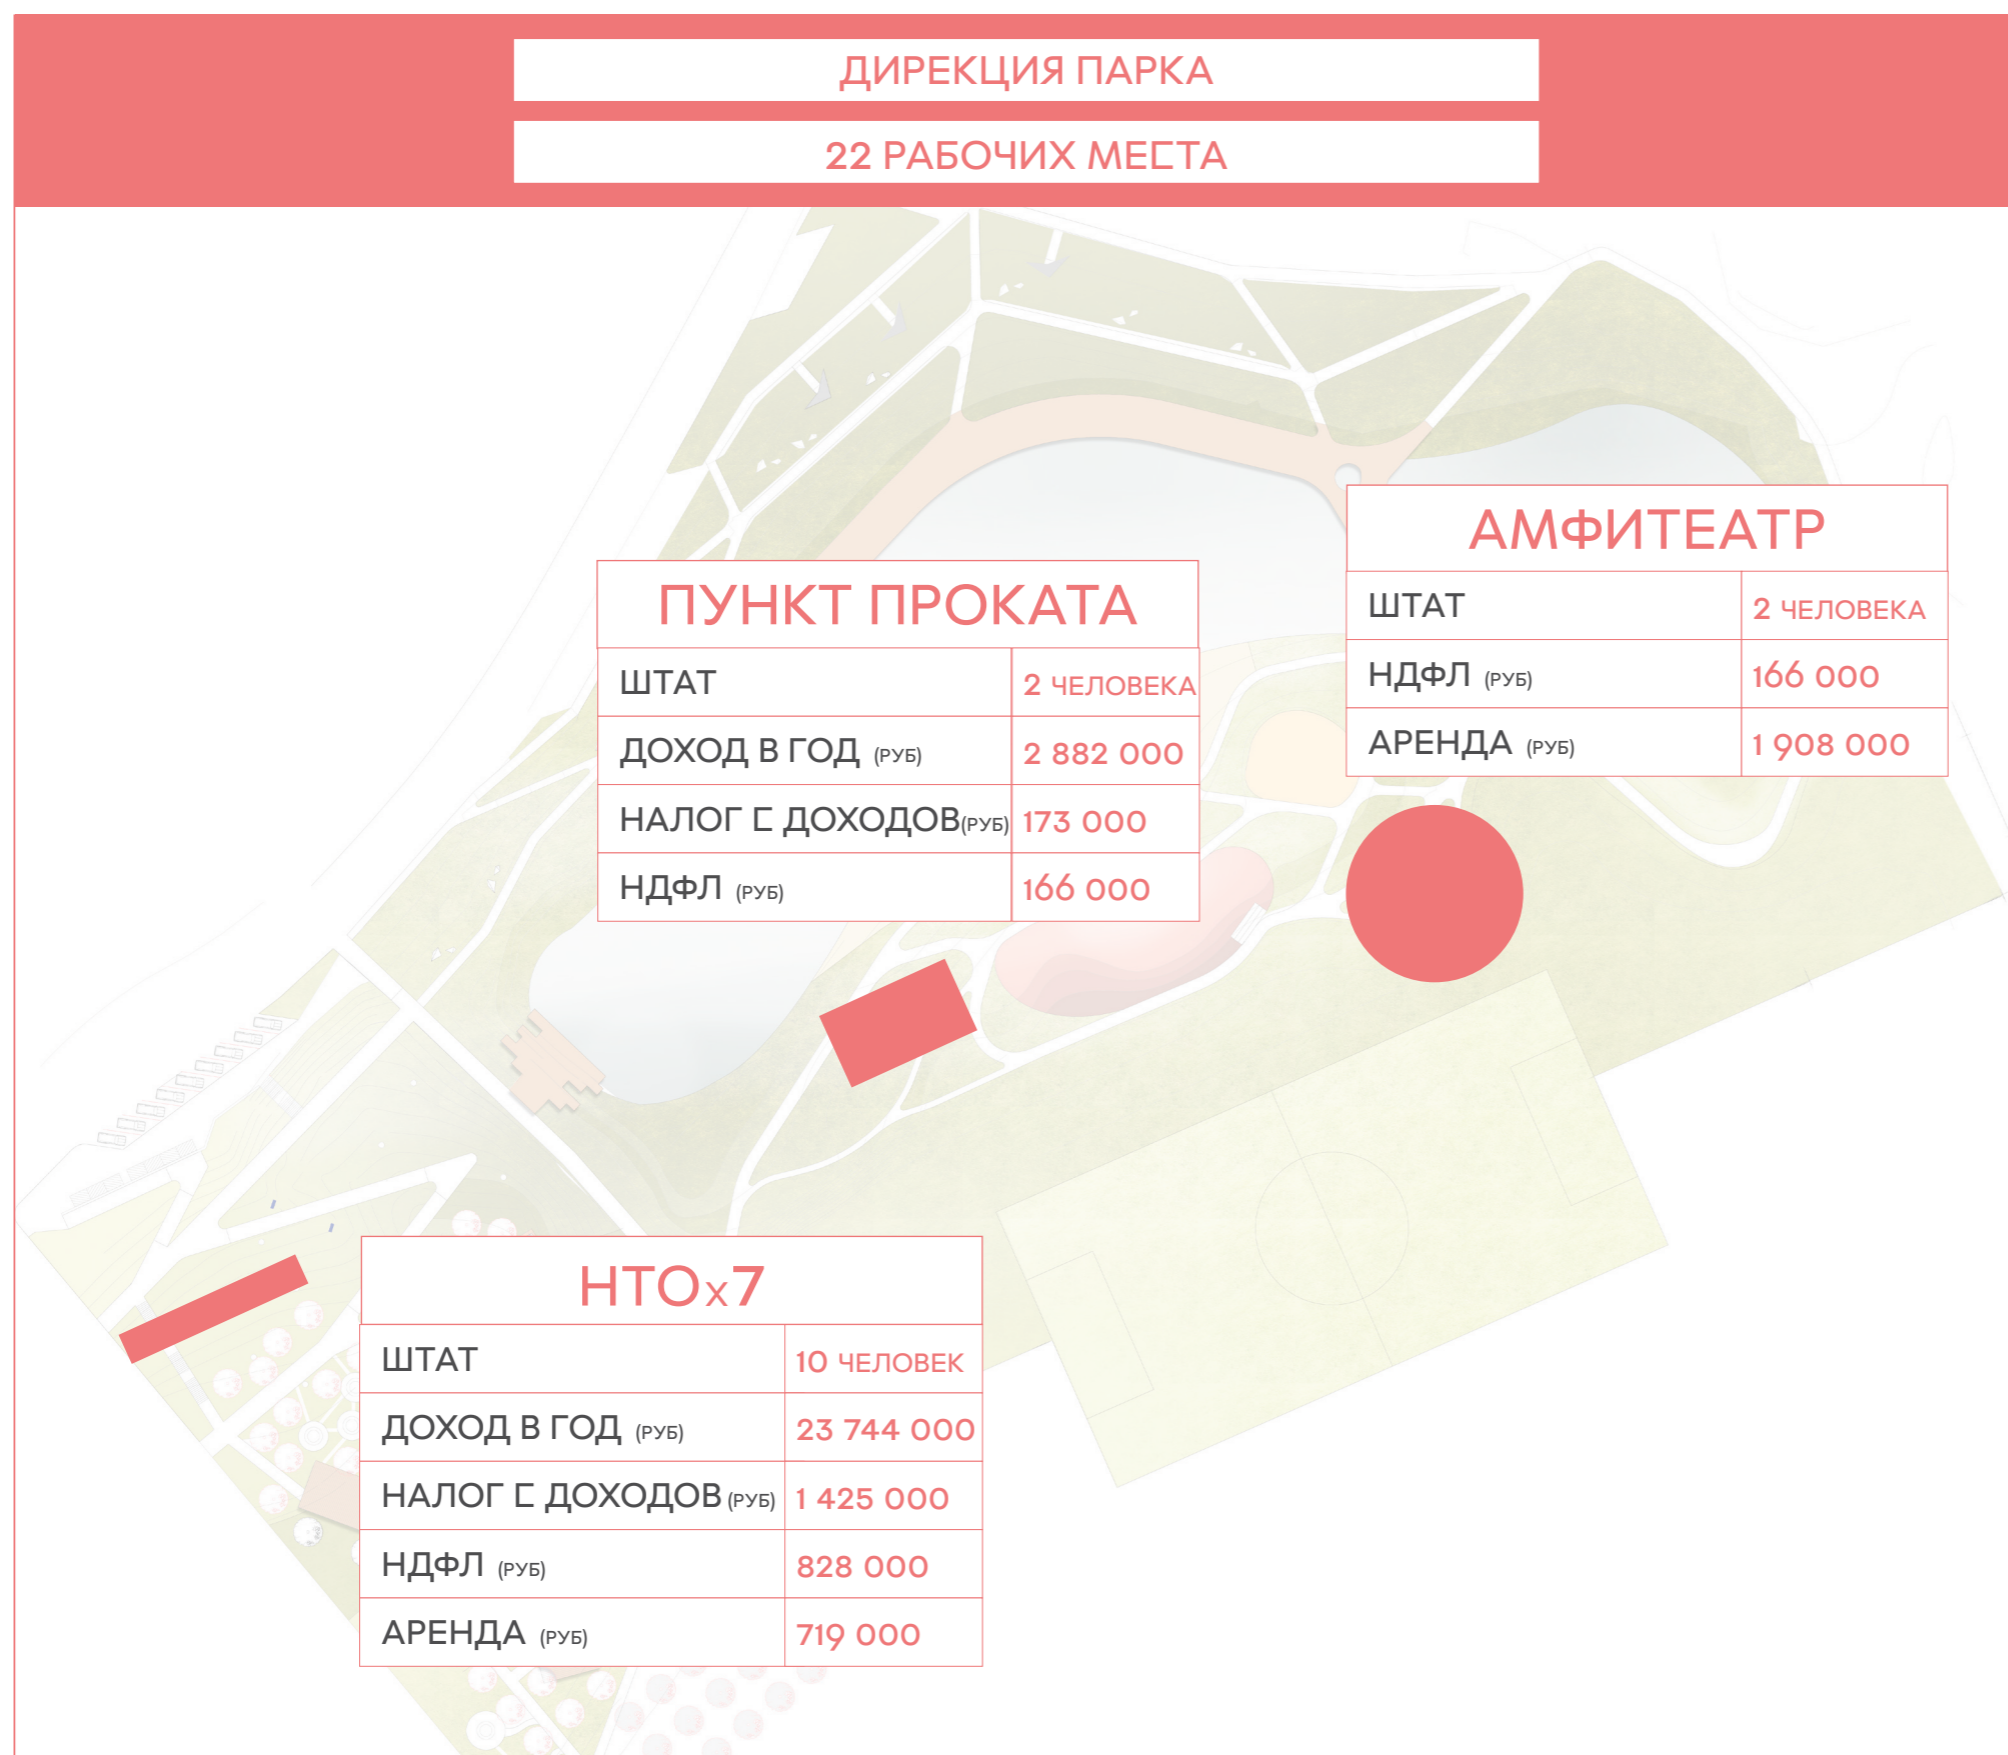 ДИРЕКЦИЯ ПАРКА
22 РАБОЧИХ МЕСТА
АМФИТЕАТР
ШТАТ 2 ЧЕЛОВЕКА
НДФЛ (РУБ) 166 000
АРЕНДА (РУБ) 1 908 000
ПУНКТ ПРОКАТА
ШТАТ 2 ЧЕЛОВЕКА
ДОХОД В ГОД (РУБ) 2 882 000
НАЛОГ С ДОХОДОВ(РУБ) 173 000
НДФЛ (РУБ) 166 000
НТОх7
ШТАТ 10 ЧЕЛОВЕК
ДОХОД В ГОД (РУБ) 23 744 000
НАЛОГ С ДОХОДОВ (РУБ) 1 425 000
НДФЛ (РУБ) 828 000
АРЕНДА (РУБ) 719 000